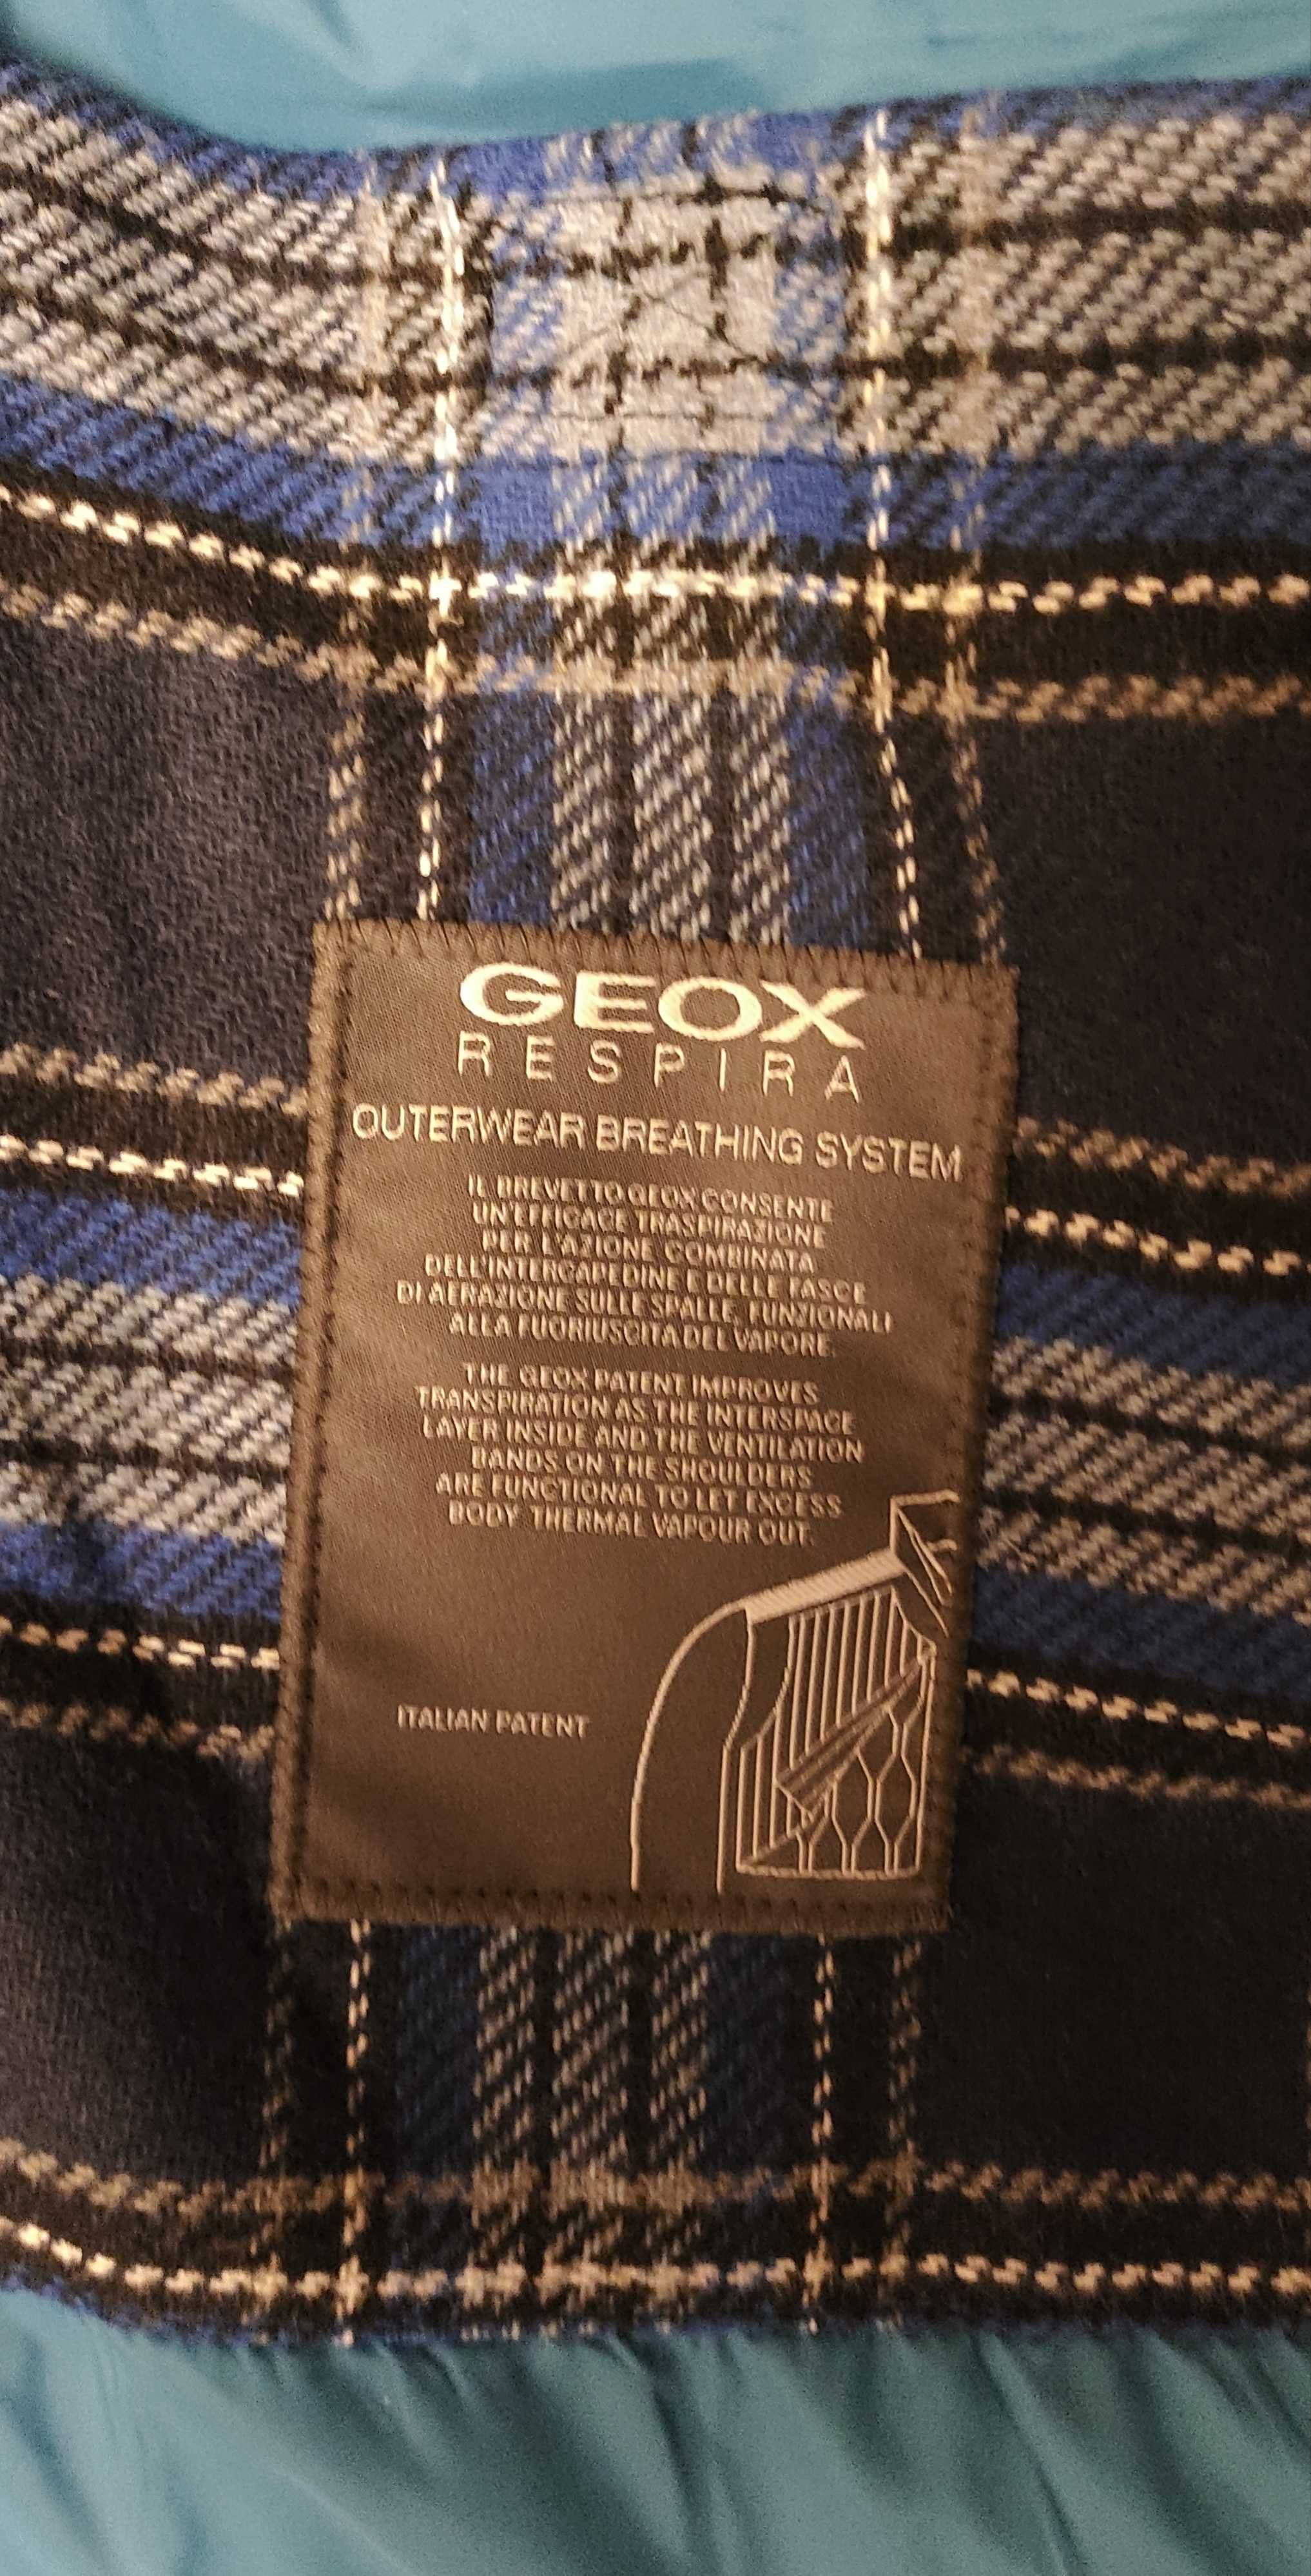 GEOX
RESPIRA
OUTERWEAR BREATHING SYSTEM
IL BREVETTO GEOX CONSENTE
UN'EFFICACE TRASPIRAZIONE
PER L'AZIONE COMBINATA
DELL'INTERCAPEDINE E DELLE FASCE
DI AERAZIONE SULLE SPALLE, FUNZIONALI
ALLA FUORIUSCITA DEL VAPORE.
THE GEOX PATENT IMPROVES
TRANSPIRATION AS THE INTERSPACE
LAYER INSIDE AND THE VENTILATION
BANDS ON THE SHOULDERS
ARE FUNCTIONAL TO LET EXCESS
BODY THERMAL VAPOUR OUT.
ITALIAN PATENT